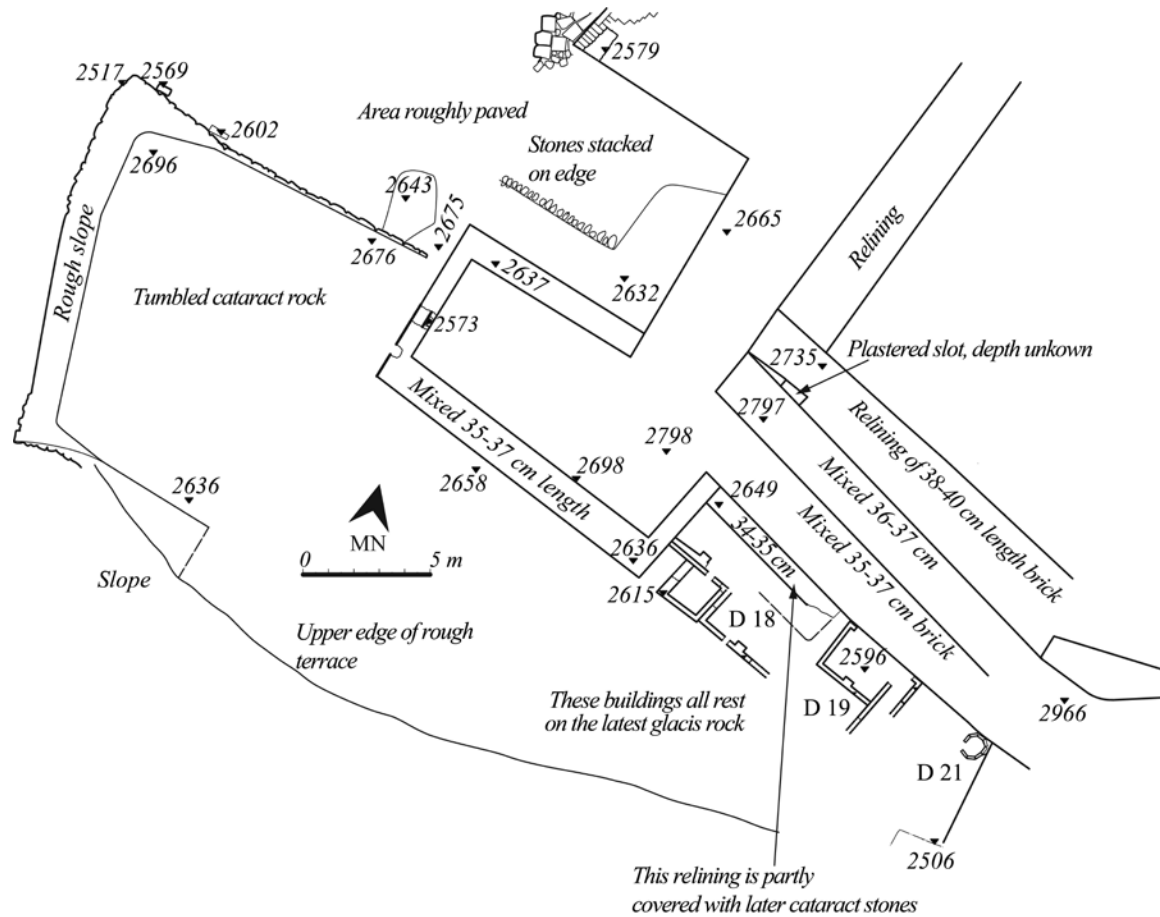 2579
2517
2569
2602
Area roughly paved
Stones stacked
on edge
2696
2643
2675
2665
Relining
2676
2637
2632
Rough slope
Tumbled cataract rock
2573
2735
Plastered slot, depth unkown
Mixed 35-37 cm length
2797
2798
2698
2658
Relining of 38-40 cm length brick
Mixed 36-37 cm
Mixed 35-37 cm brick
2636
2649
34-35 cm
MN
0
5 m
2636
2615
Slope
D 18
Upper edge of rough
terrace
2596
These buildings all rest
on the latest glacis rock
D 19
2966
D 21
2506
This relining is partly
covered with later cataract stones